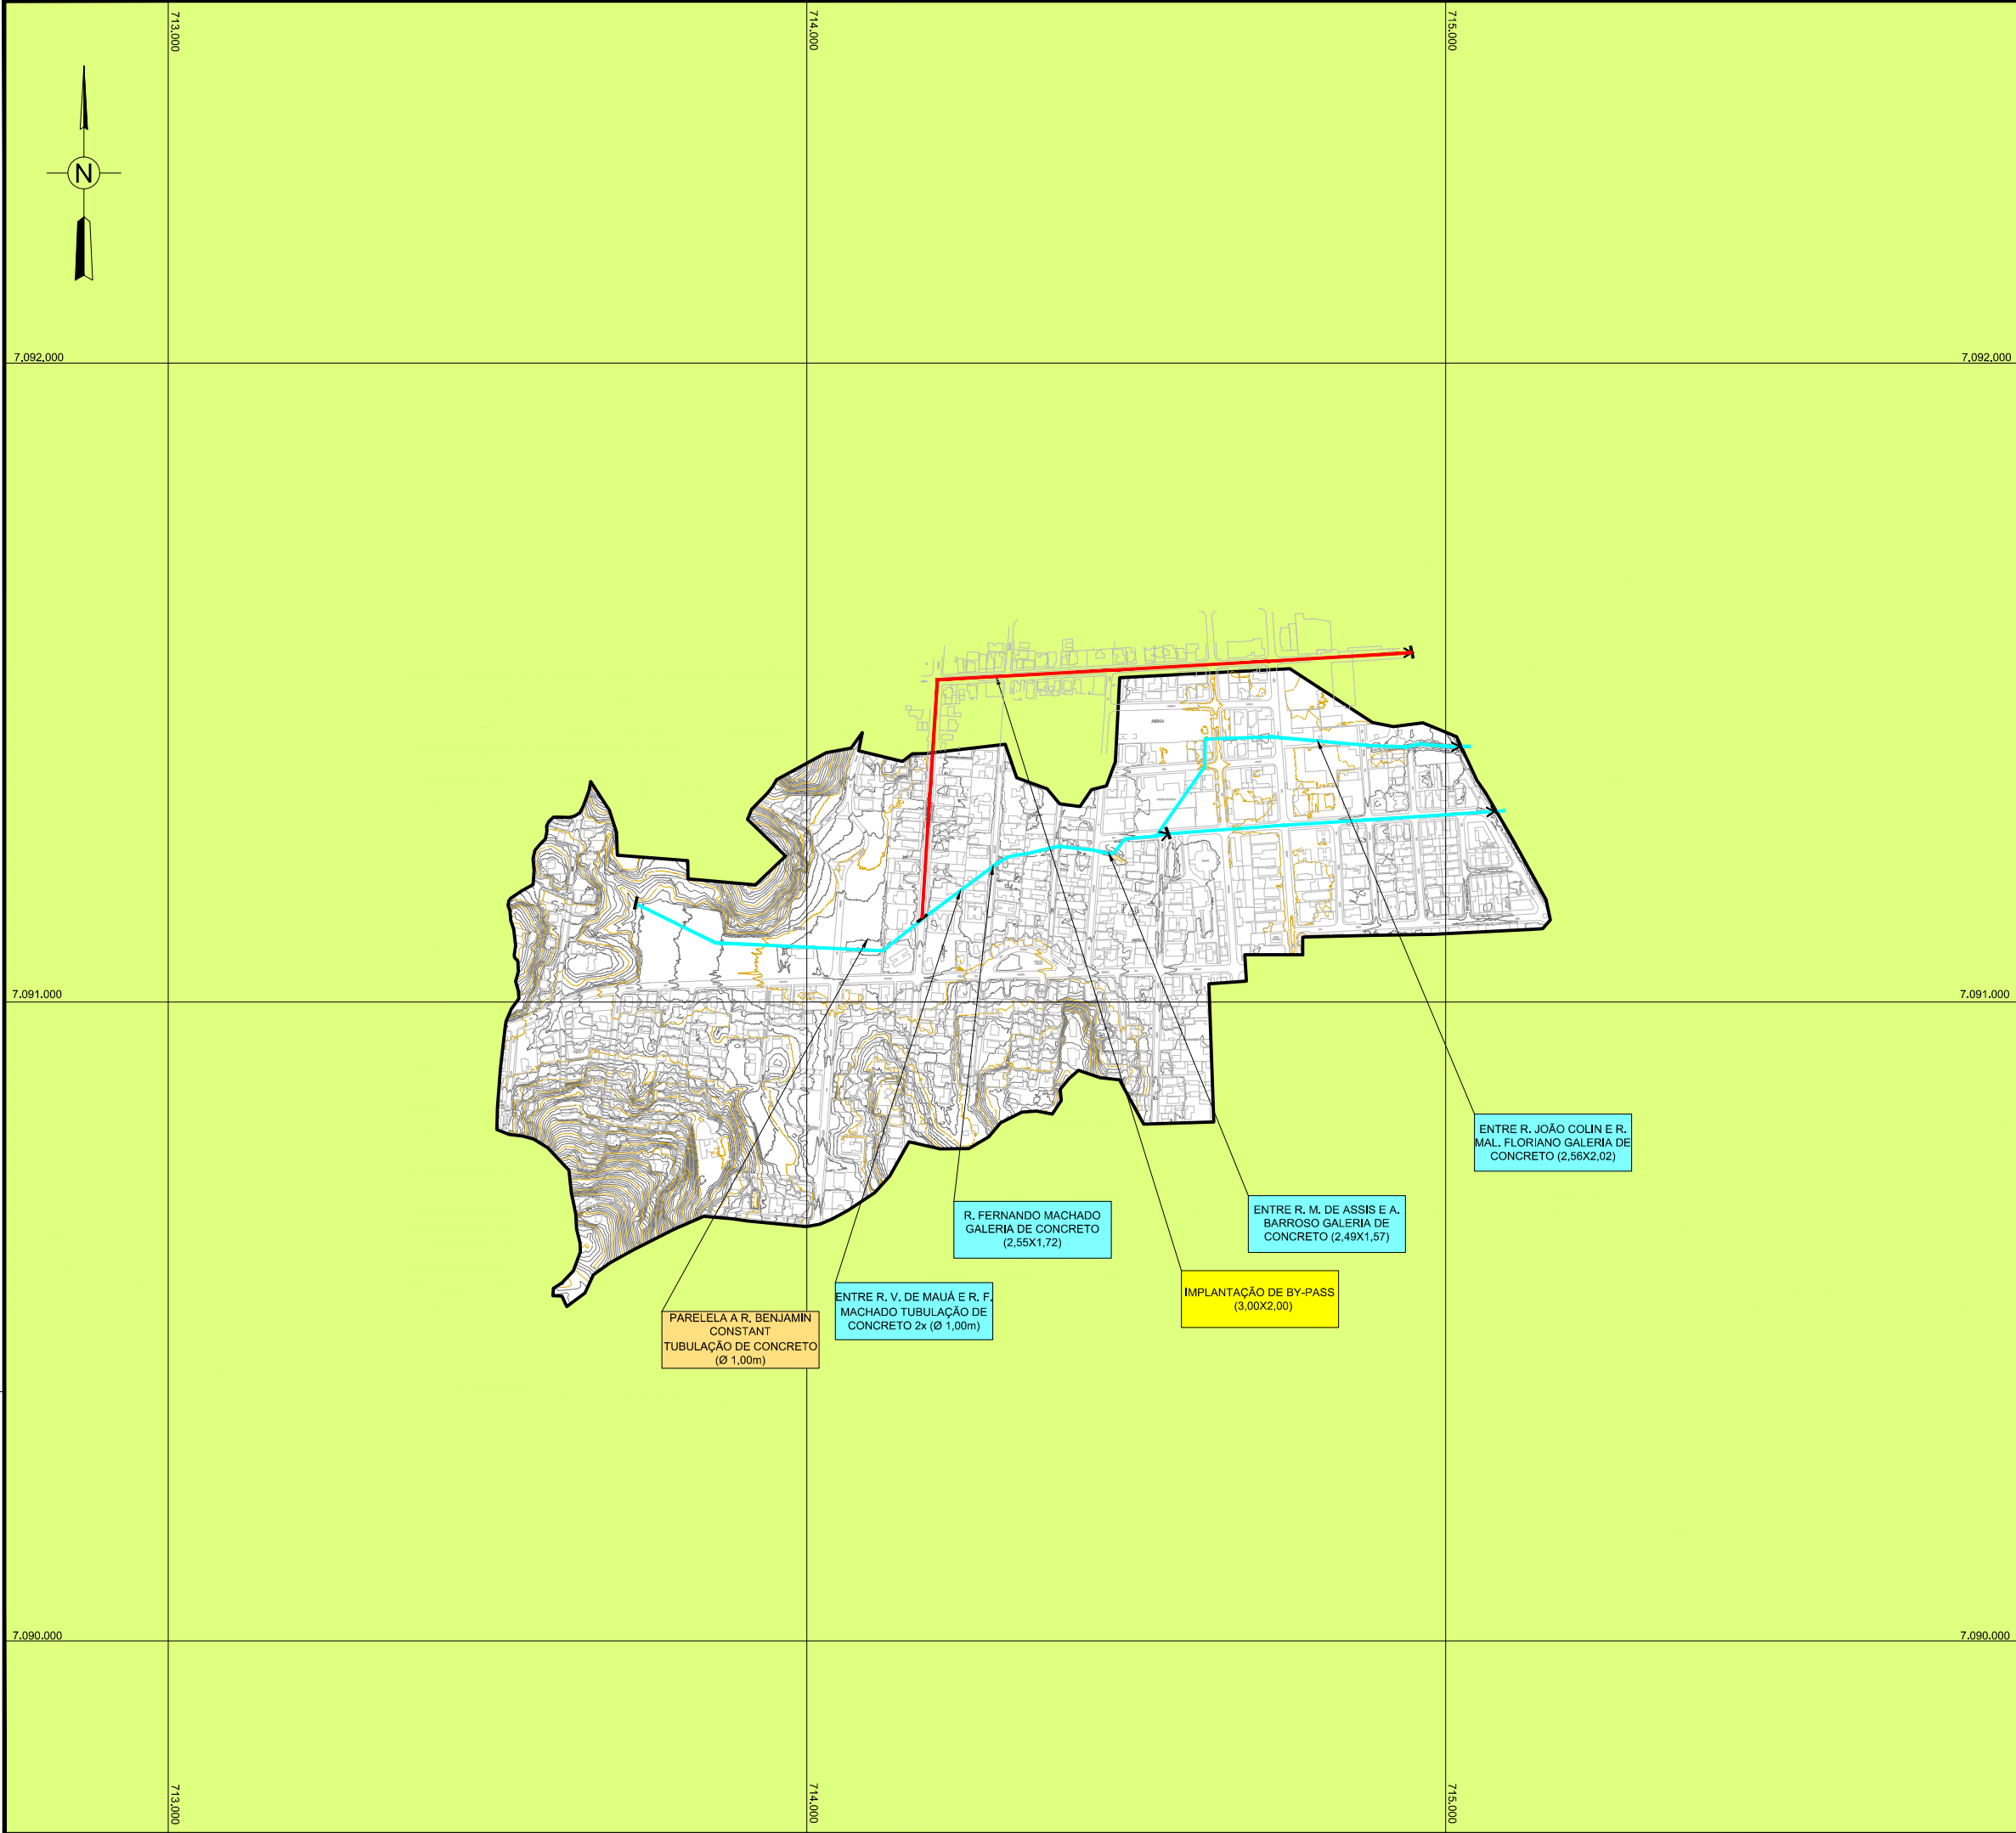 713.000
714.000
715.000
N
7.092.000
7.092.000
7.091.000
7.091.000
ENTRE R. JOÃO COLIN E R.
MAL. FLORIANO GALERIA DE
CONCRETO (2,56X2,02)
ENTRE R. M. DE ASSIS E A.
BARROSO GALERIA DE
CONCRETO (2,49X1,57)
R. FERNANDO MACHADO
GALERIA DE CONCRETO
(2,55X1,72)
IMPLANTAÇÃO DE BY-PASS
(3,00X2,00)
ENTRE R. V. DE MAUÁ E R. F.
MACHADO TUBULAÇÃO DE
CONCRETO 2x (Ø 1,00m)
PARELELA A R. BENJAMIN
CONSTANT
TUBULAÇÃO DE CONCRETO
(Ø 1,00m)
7.090.000
7.090.000
713.000
714.000
715.000